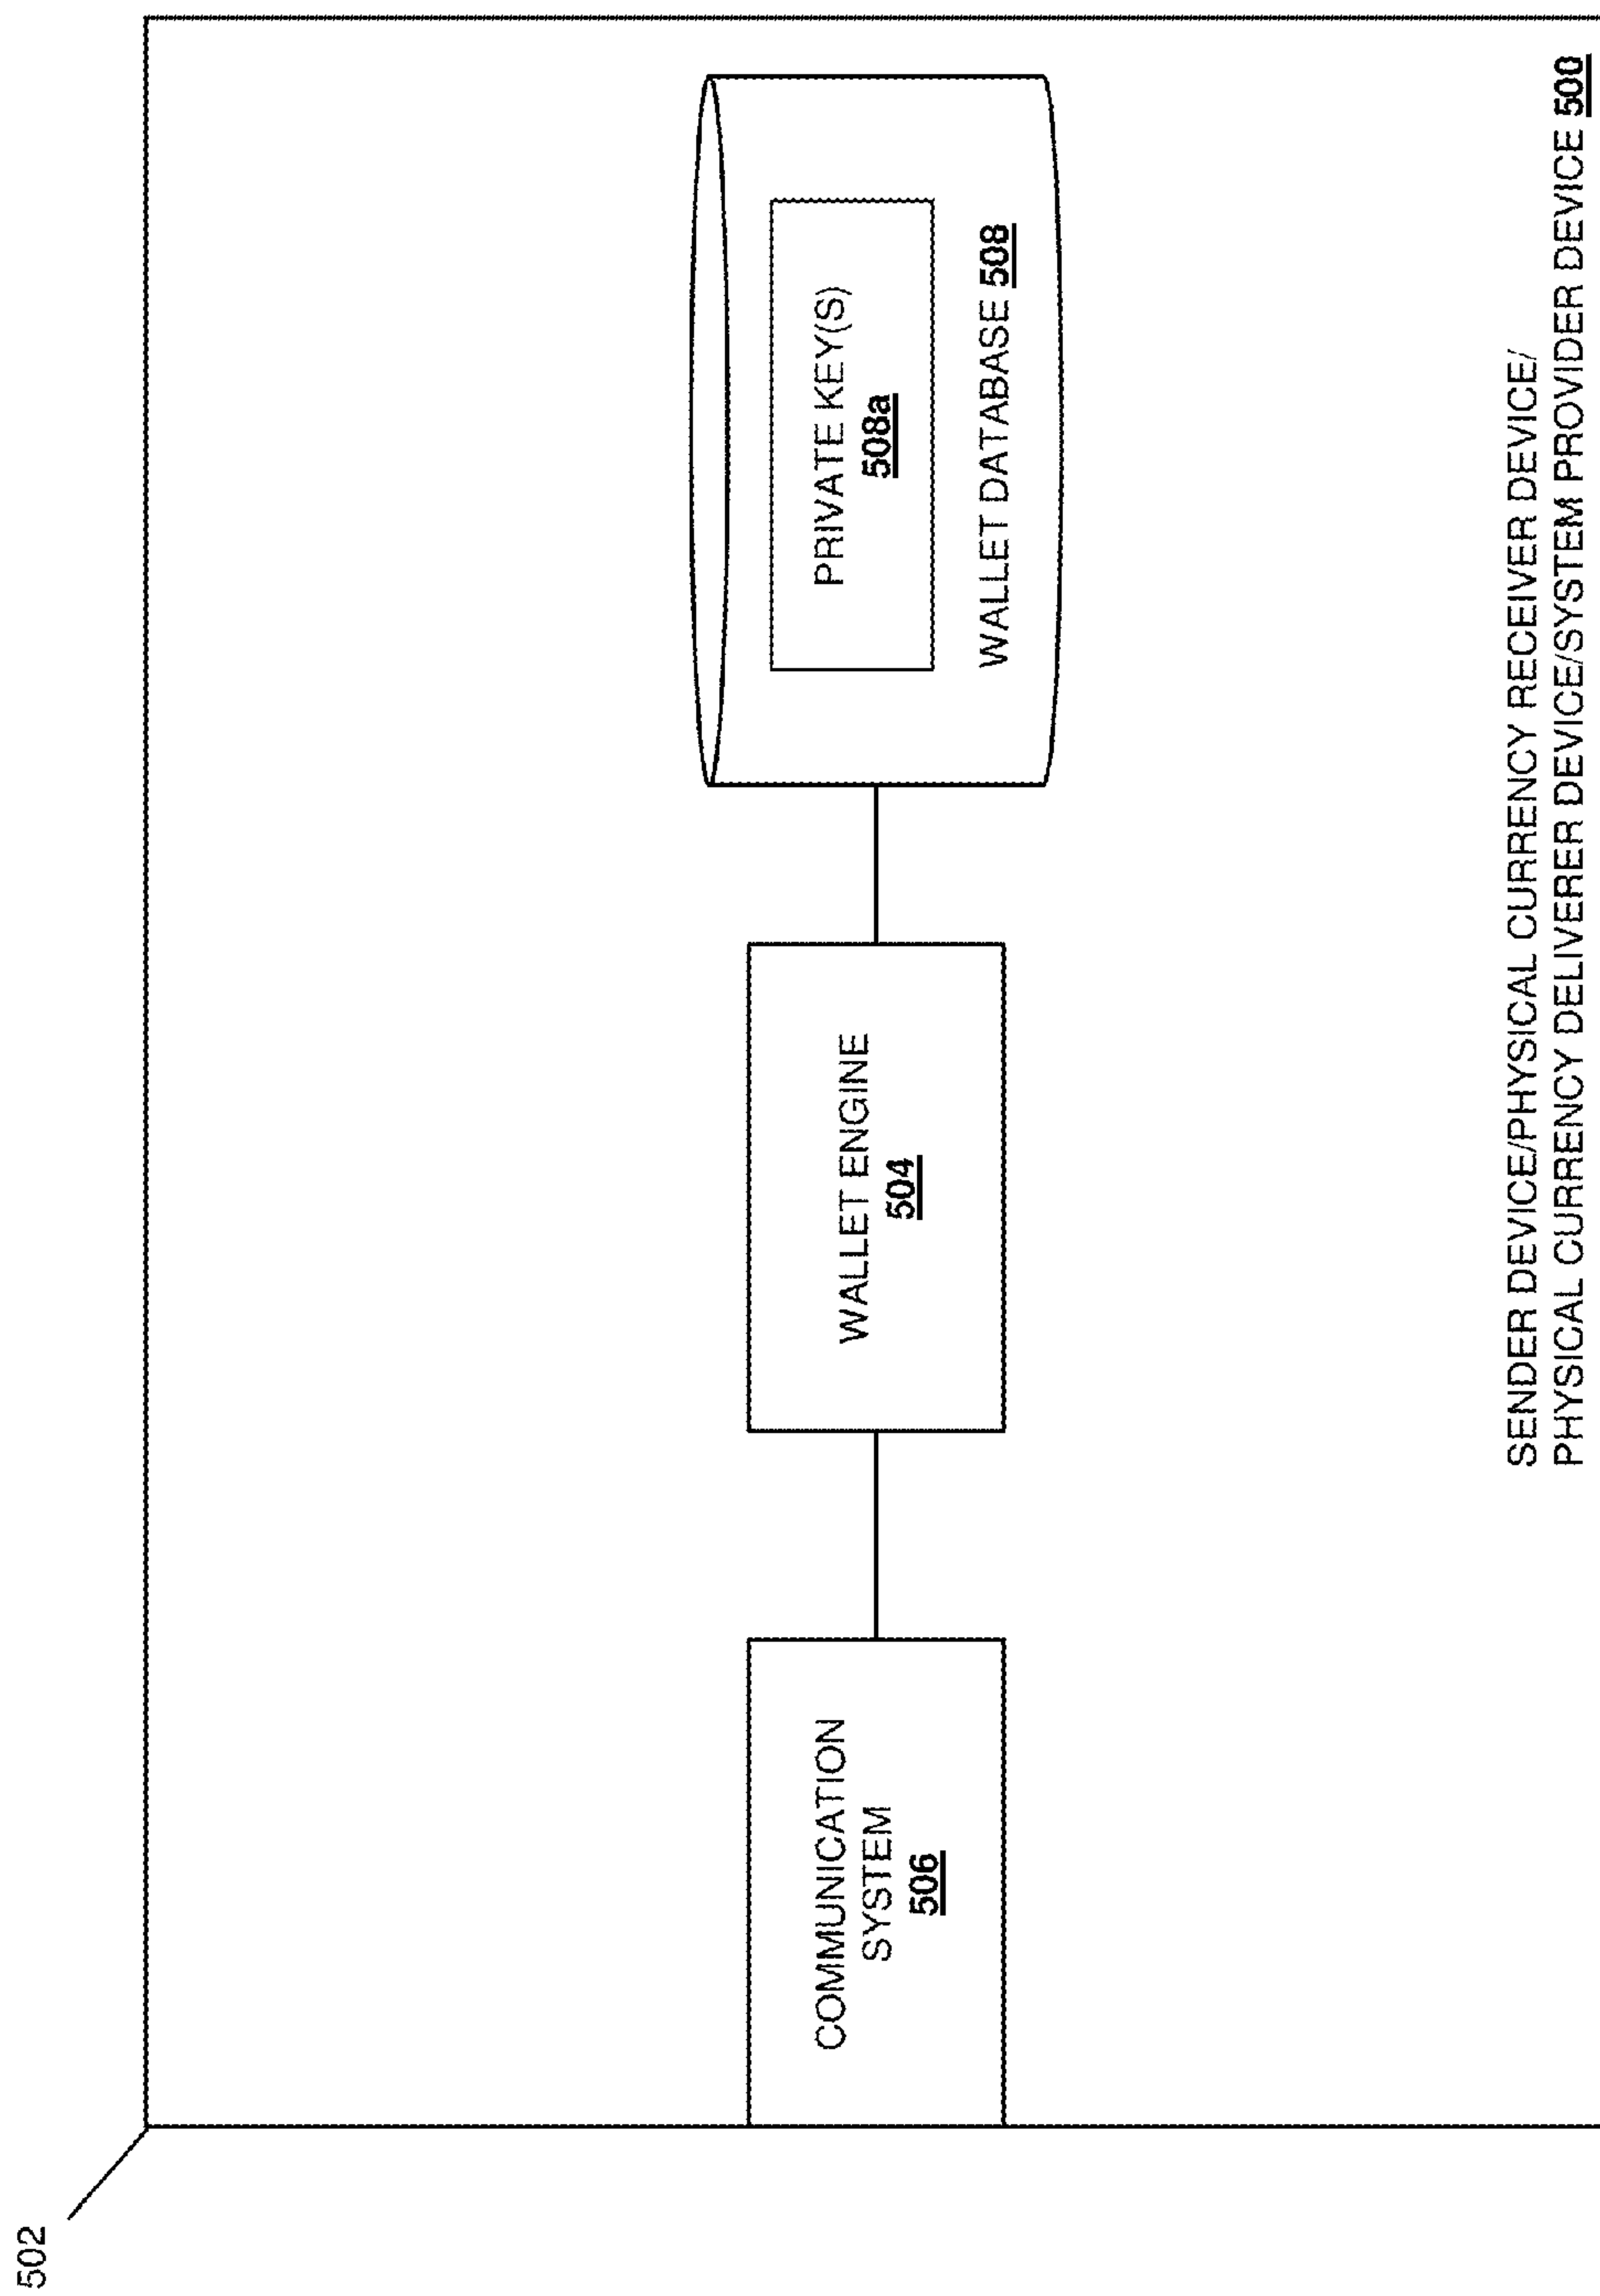 502
COMMUNICATION
SYSTEM
506
WALLET ENGINE
504
PRIVATE KEY(S)
508a
WALLET DATABASE 508
SENDER DEVICE/PHYSICAL CURRENCY RECEIVER DEVICE/
PHYSICAL CURRENCY DELIVERER DEVICE/SYSTEM PROVIDER DEVICE 500